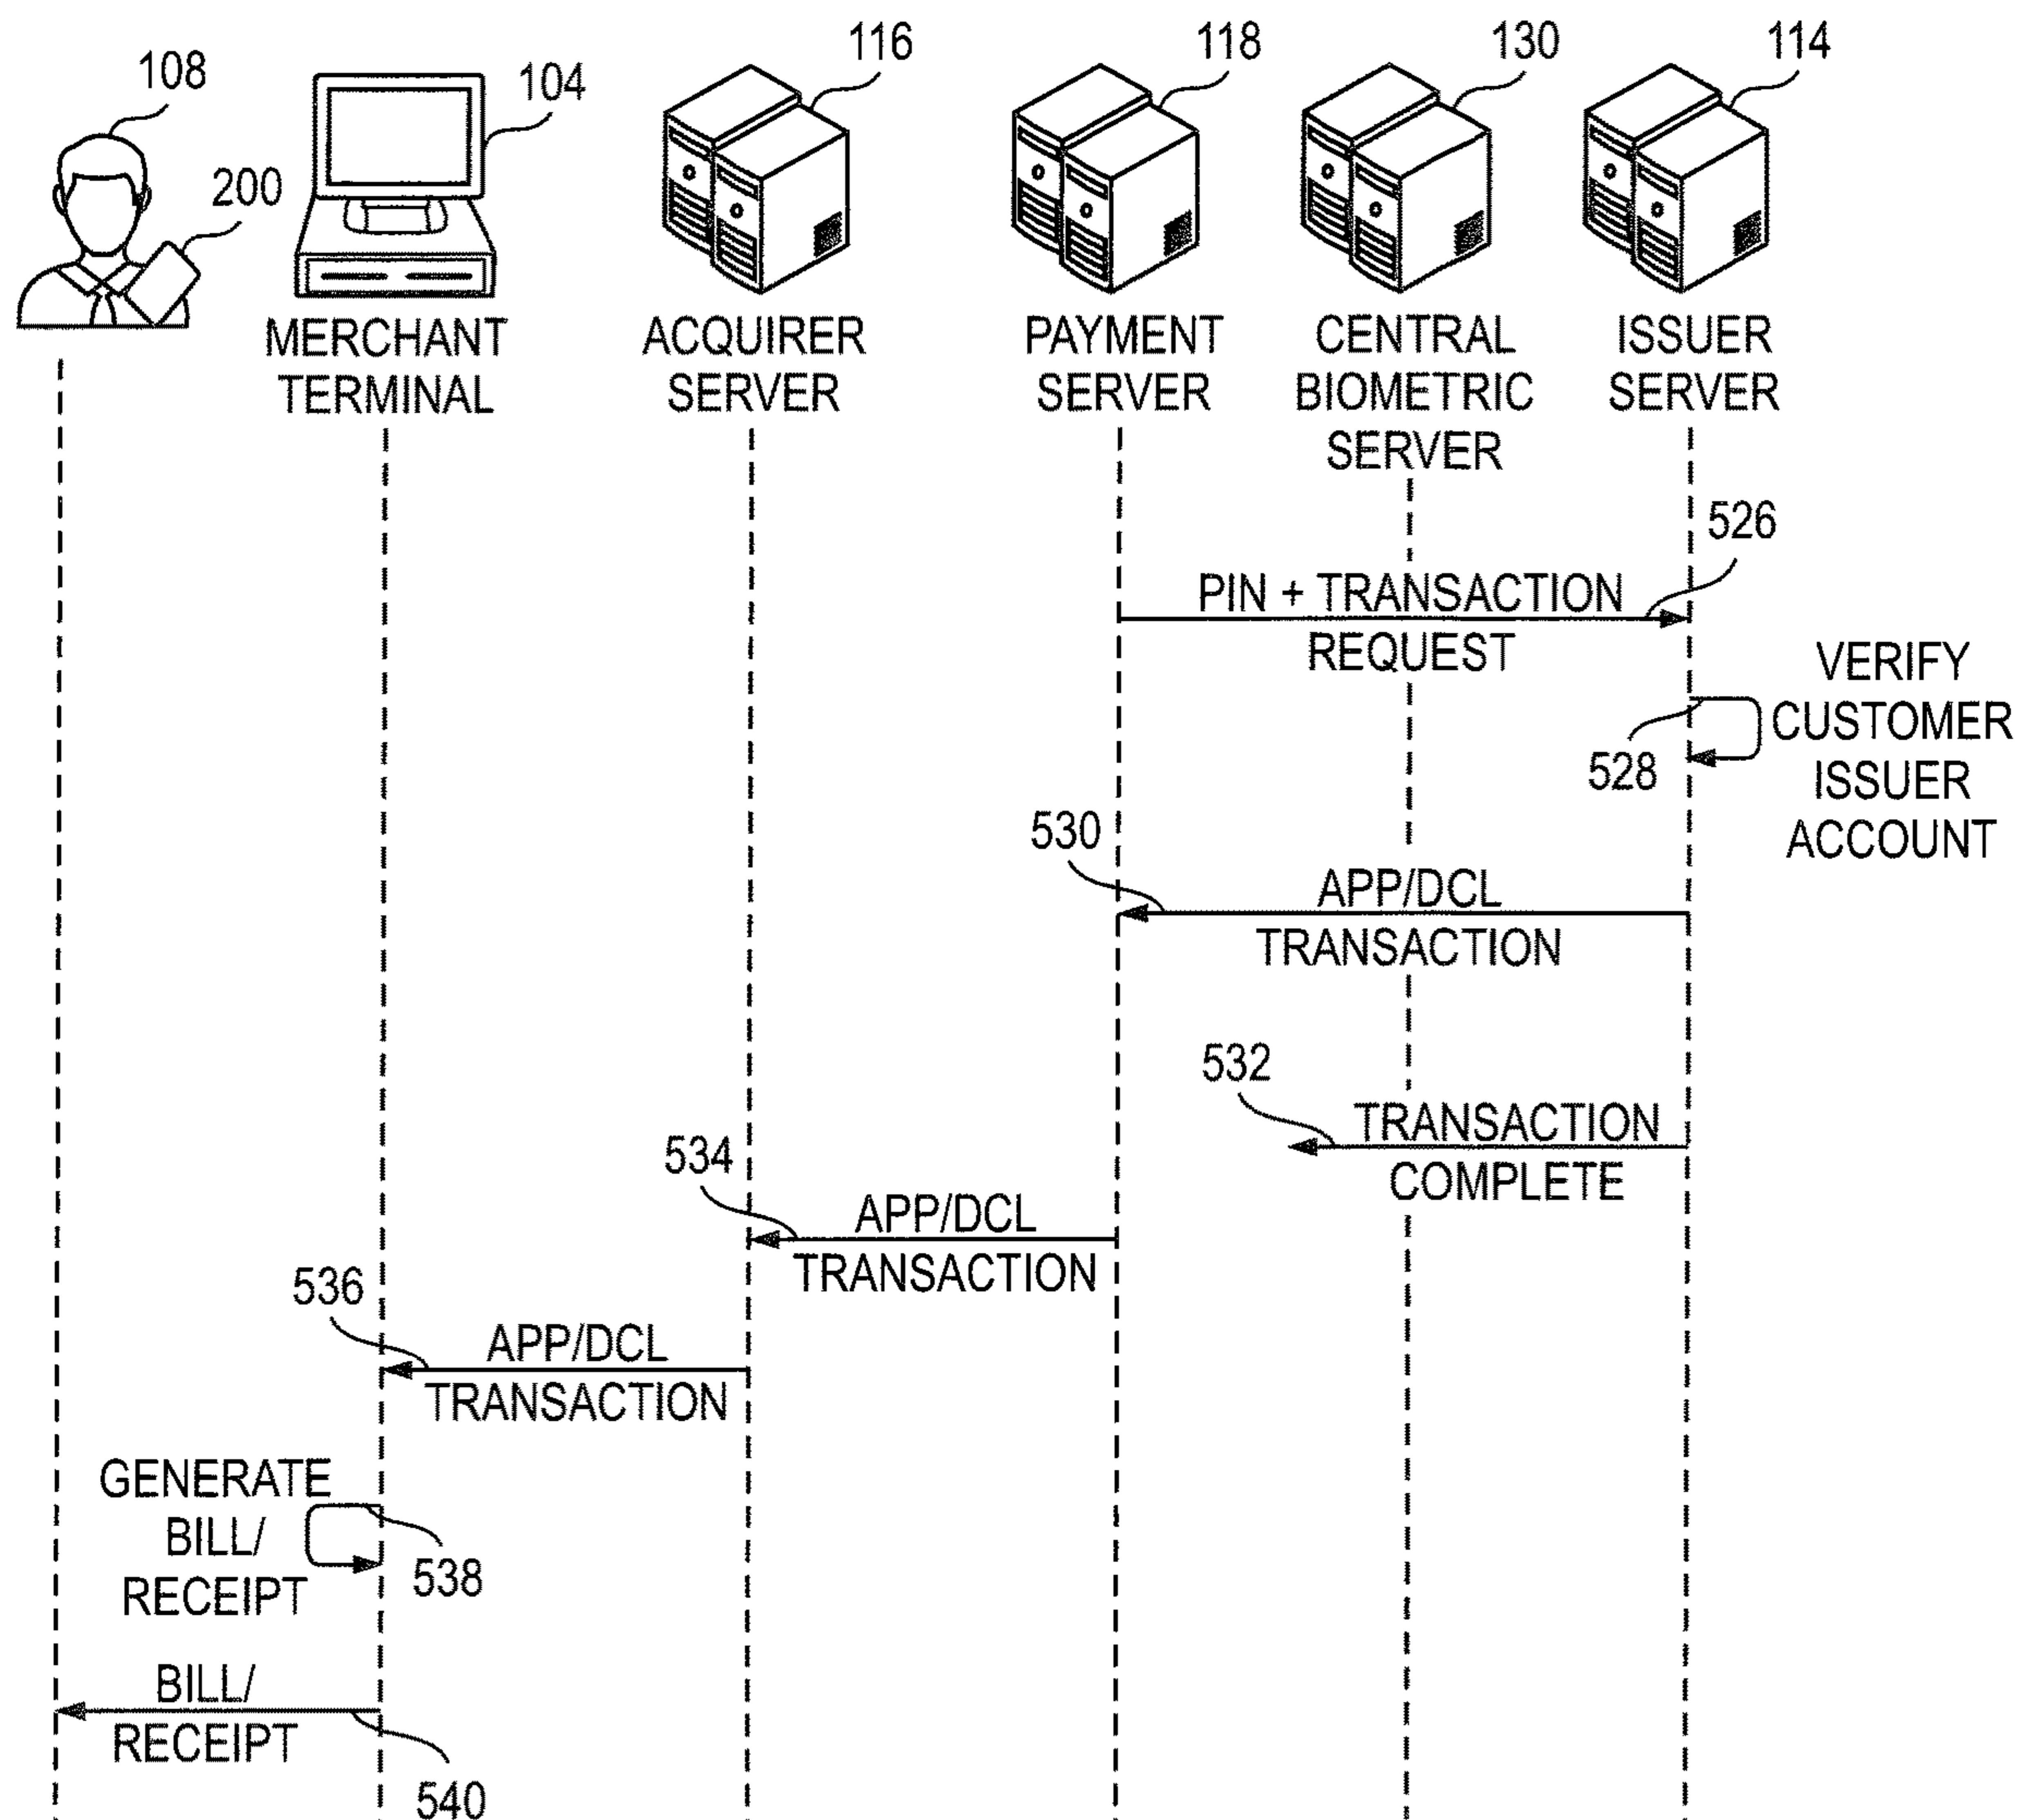 108
200
104
116
118
130
114
MERCHANT
TERMINAL
ACQUIRER
SERVER
PAYMENT
SERVER
CENTRAL
BIOMETRIC
SERVER
ISSUER
SERVER
526
PIN + TRANSACTION
REQUEST
528
VERIFY
CUSTOMER
ISSUER
ACCOUNT
530
APP/DCL
TRANSACTION
532
TRANSACTION
COMPLETE
534
APP/DCL
TRANSACTION
536
APP/DCL
TRANSACTION
GENERATE
BILL/
RECEIPT
538
BILL/
RECEIPT
540